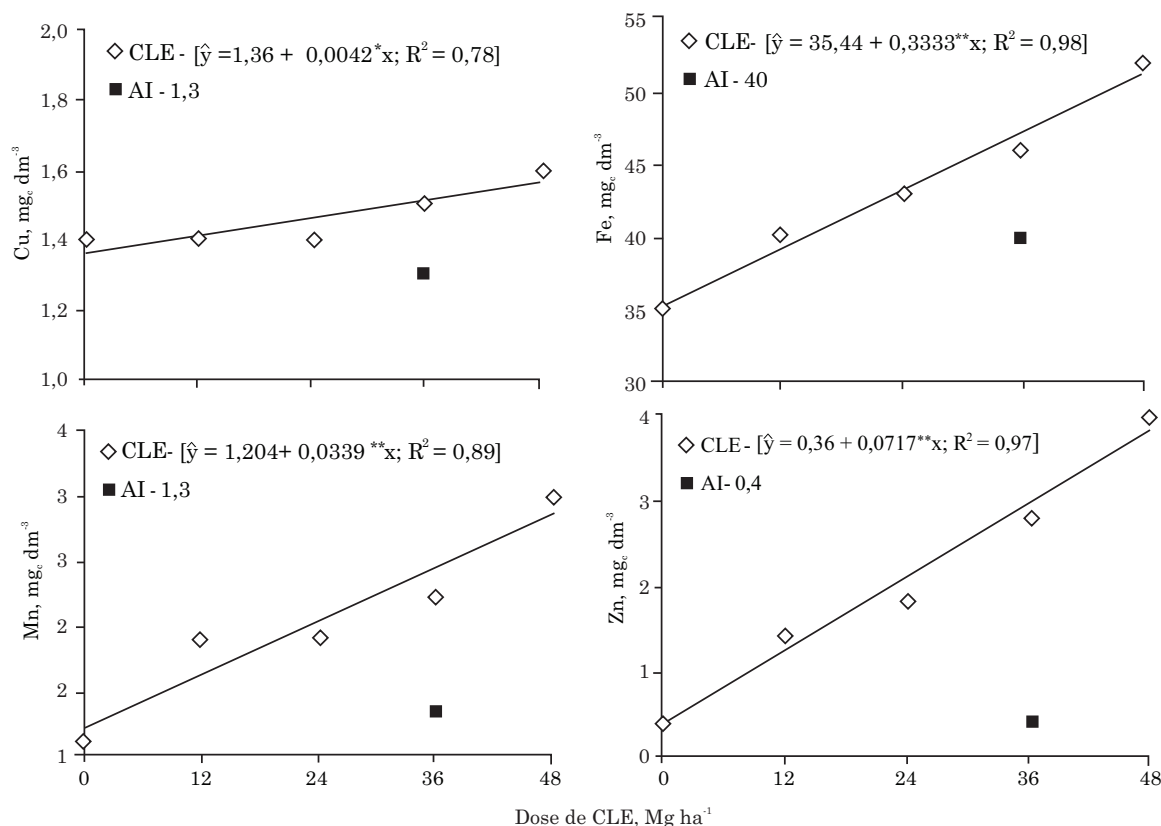 2,0
1,8
1,6
1,4
1,2
1,0
Cu, mgc dm-3
◇ CLE - [ŷ =1,36 + 0,0042*x; R2 = 0,78]
■ AI - 1,3
55
50
45
40
35
30
Fe, mgc dm-3
◇ CLE- [ŷ = 35,44 + 0,3333**x; R2 = 0,98]
■ AI - 40
4
3
3
2
2
1
Mn, mgc dm-3
◇ CLE- [ŷ = 1,204+ 0,0339 **x; R2 = 0,89]
■ AI - 1,3
0 12 24 36 48
4
3
2
1
0
Zn, mgc dm-3
◇ CLE - [ŷ = 0,36 + 0,0717**x; R2 = 0,97]
■ AI- 0,4
0 12 24 36 48
Dose de CLE, Mg ha-1